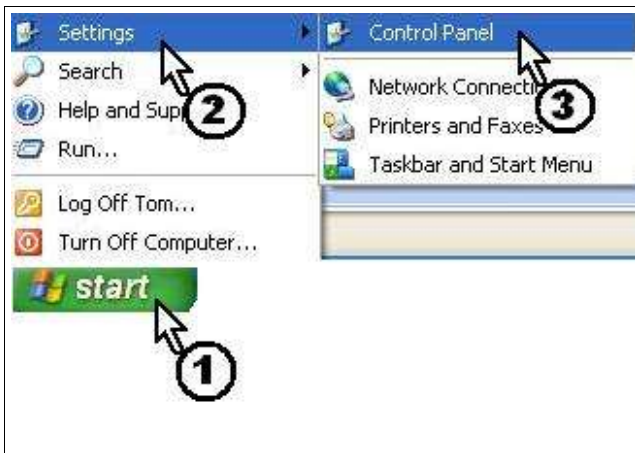 Settings
Control Panel
Search
Network Connecti
2
3
Help and Sup
Printers and Faxes
Run...
Taskbar and Start Menu
Log Off Tom...
Turn Off Computer...
start
1